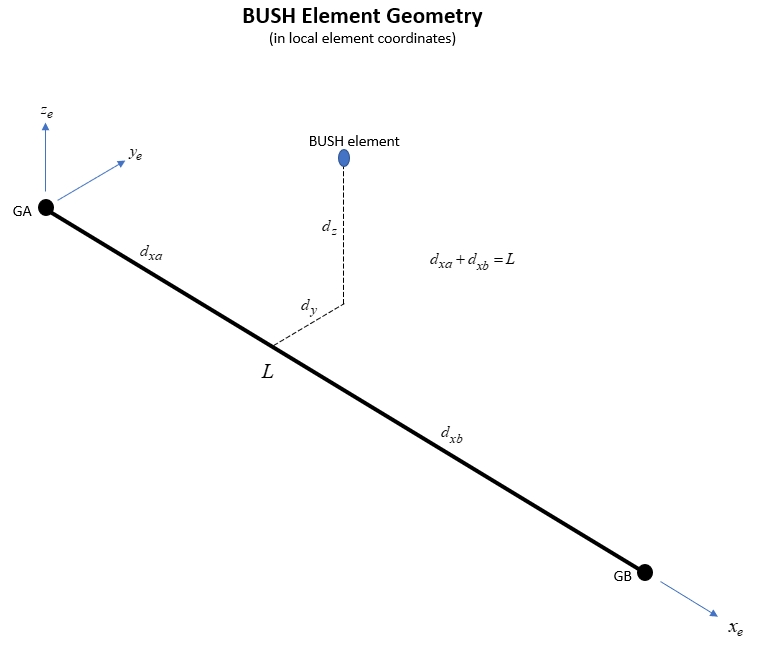 BUSH Element Geometry
(in local element coordinates)
z_e
BUSH element
y_e
GA
d_z
d_xa
d_xa + d_xb = L
d_y
L
d_xb
GB
x_e